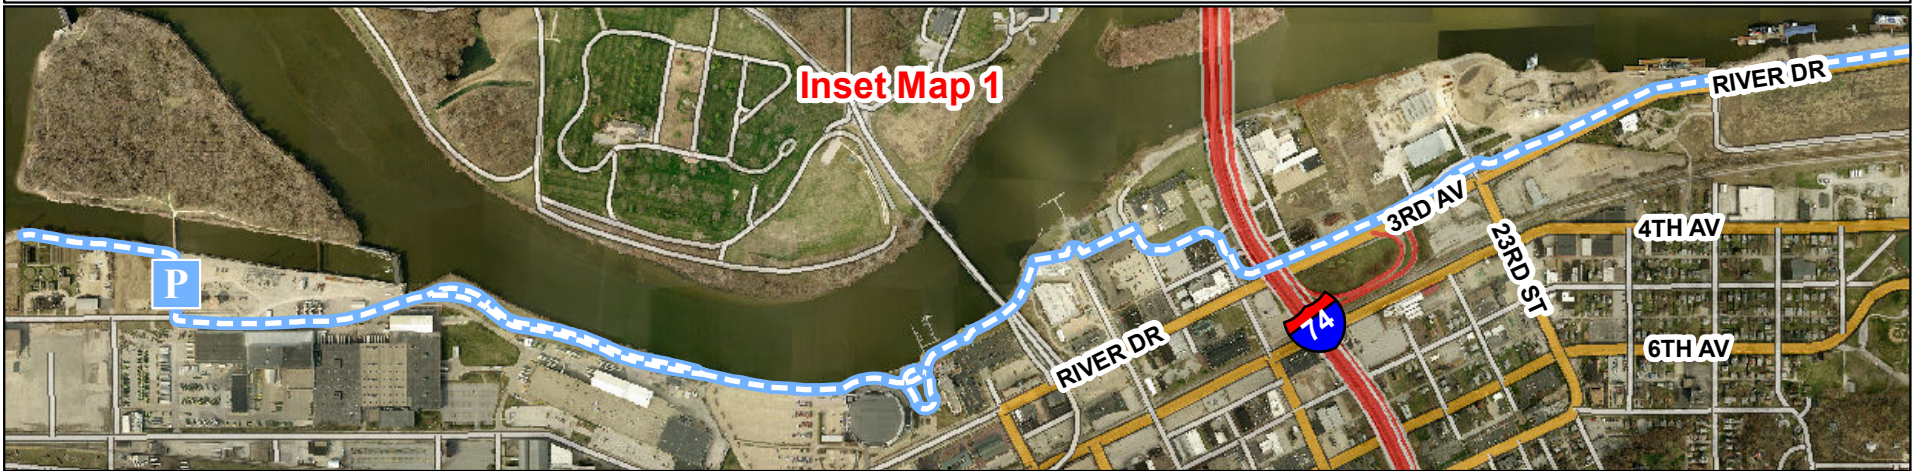 Inset Map 1
RIVER DR
3RD AV
4TH AV
23RD ST
P
74
RIVER DR
6TH AV